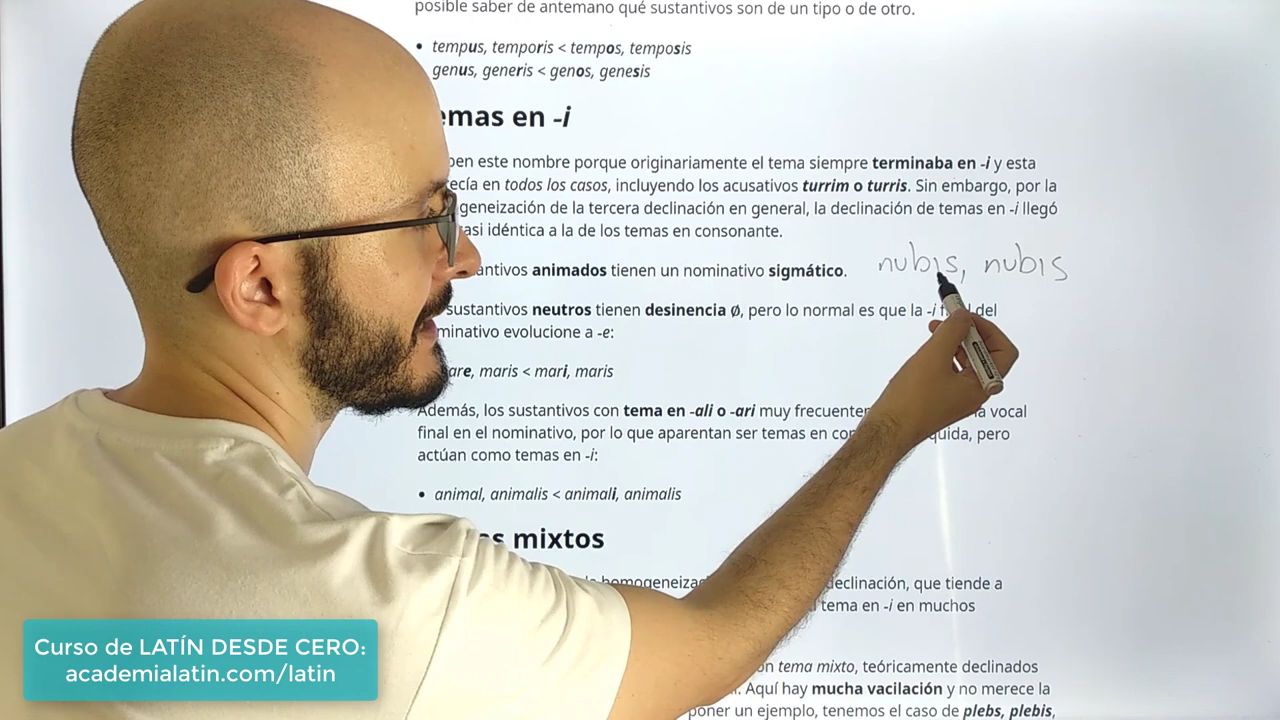 posible saber de antemano qué sustantivos son de un tipo o de otro.
• tempus, temporis < tempos, temposis
genus, generis < genos, genesis
emas en -i
ben este nombre porque originariamente el tema siempre terminaba en -i y esta
ecía en todos los casos, incluyendo los acusativos turrim o turris. Sin embargo, por la
geneización de la tercera declinación en general, la declinación de temas en -i llegó
asi idéntica a la de los temas en consonante.
antivos animados tienen un nominativo sigmático. nubis, nubis
sustantivos neutros tienen desinencia ø, pero lo normal es que la -i f l del
minativo evolucione a -e:
are, maris < mari, maris
Además, los sustantivos con tema en -ali o -ari muy frecuente a vocal
final en el nominativo, por lo que aparentan ser temas en co quida, pero
actúan como temas en -i:
• animal, animalis < animali, animalis
s mixtos
homogeneiza declinación, que tiende a
tema en -i en muchos
on tema mixto, teóricamente declinados
. Aquí hay mucha vacilación y no merece la
poner un ejemplo, tenemos el caso de plebs, plebis,
Curso de LATÍN DESDE CERO:
academialatin.com/latin